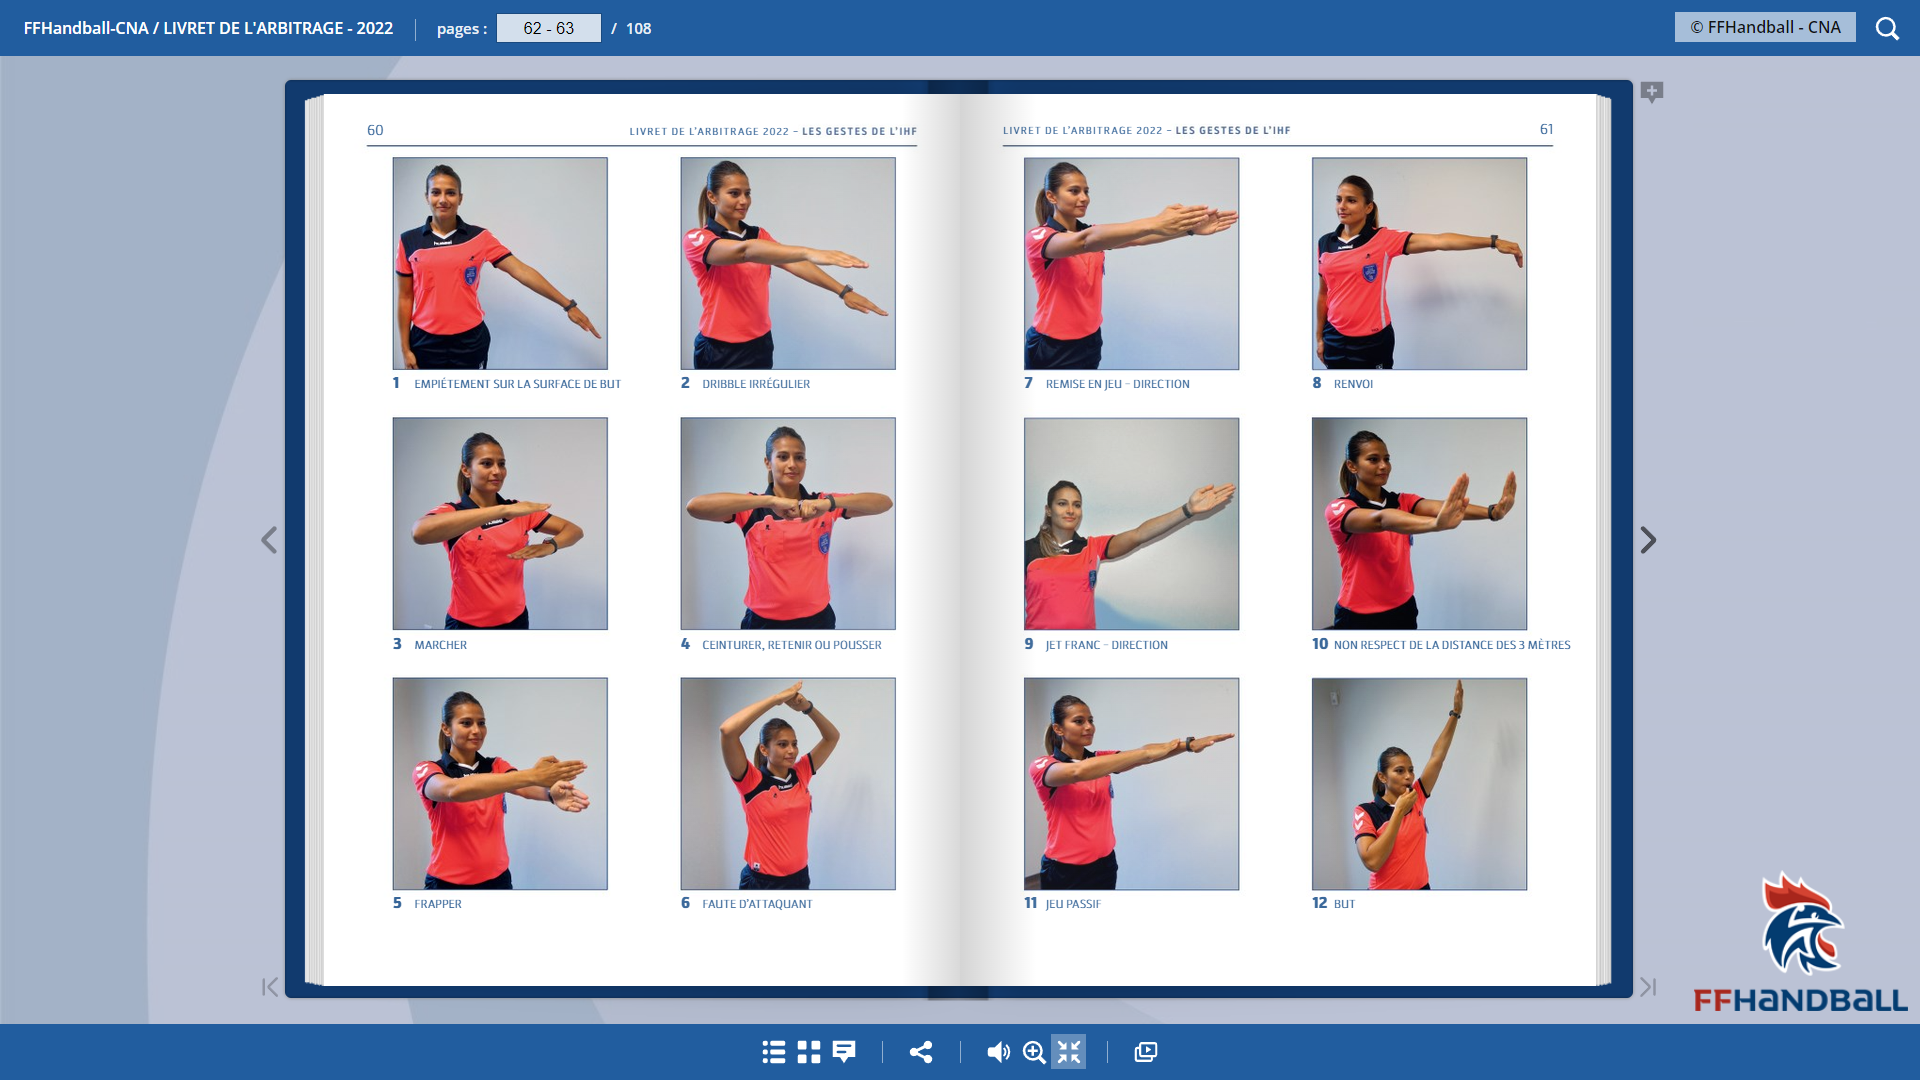 FFHandball-CNA / LIVRET DE L'ARBITRAGE - 2022
pages :
62 - 63
/ 108
© FFHandball - CNA
60
LIVRET DE L'ARBITRAGE 2022 – LES GESTES DE L'IHF
1 EMPIÉTEMENT SUR LA SURFACE DE BUT
2 DRIBBLE IRRÉGULIER
3 MARCHER
4 CEINTURER, RETENIR OU POUSSER
5 FRAPPER
6 FAUTE D'ATTAQUANT
LIVRET DE L'ARBITRAGE 2022 – LES GESTES DE L'IHF
61
7 REMISE EN JEU – DIRECTION
8 RENVOI
9 JET FRANC – DIRECTION
10 NON RESPECT DE LA DISTANCE DES 3 MÈTRES
11 JEU PASSIF
12 BUT
FFHANDBALL